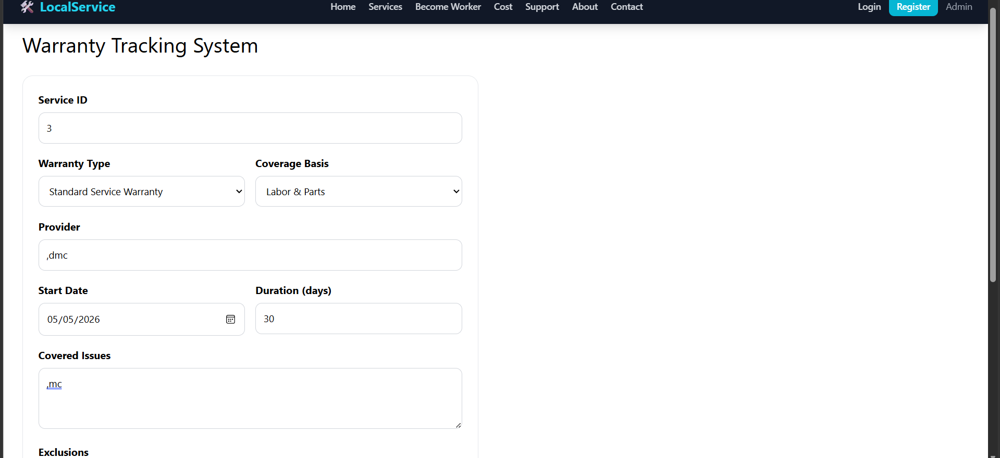 LocalService Home Services Become Worker Cost Support About Contact Login Register Admin
Warranty Tracking System
Service ID
3
Warranty Type Coverage Basis
Standard Service Warranty Labor & Parts
Provider
,dmc
Start Date Duration (days)
05/05/2026 30
Covered Issues
,mc
Exclusions